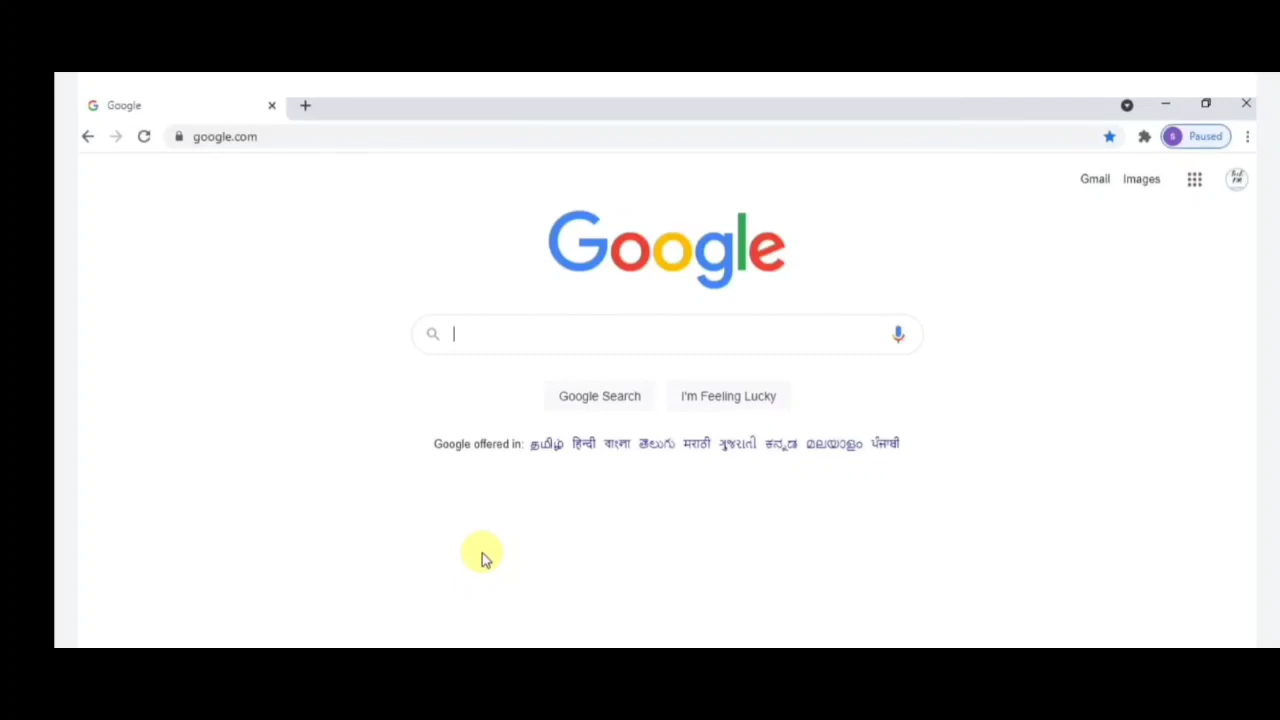 Google
google.com
S
Paused
Gmail
Images
Google
Google Search
I'm Feeling Lucky
Google offered in: தமிழ் हिन्दी বাংলা తెలుగు मराठी ગુજરાતી ಕನ್ನಡ മലയാളം ਪੰਜਾਬੀ